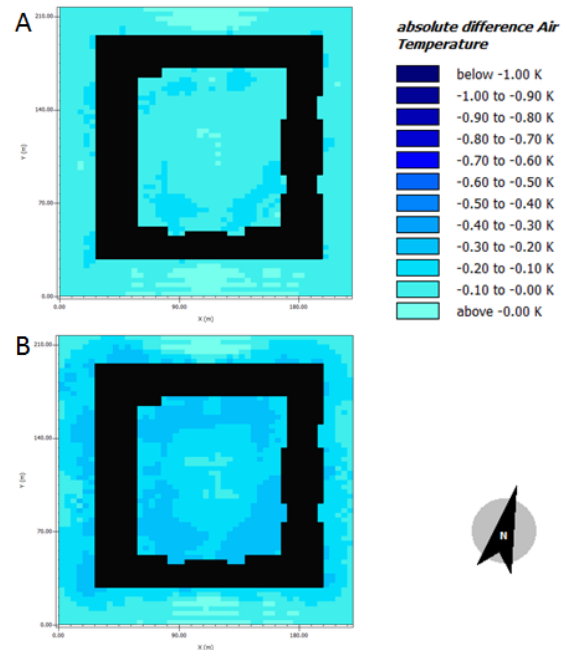 A
absolute difference Air
Temperature
below -1.00 K
-1.00 to -0.90 K
-0.90 to -0.80 K
-0.80 to -0.70 K
-0.70 to -0.60 K
-0.60 to -0.50 K
-0.50 to -0.40 K
-0.40 to -0.30 K
-0.30 to -0.20 K
-0.20 to -0.10 K
-0.10 to -0.00 K
above -0.00 K
210.00
140.00
70.00
0.00
Y (m)
0.00 90.00 180.00
X (m)
B
210.00
140.00
70.00
0.00
Y (m)
0.00 90.00 180.00
X (m)
N